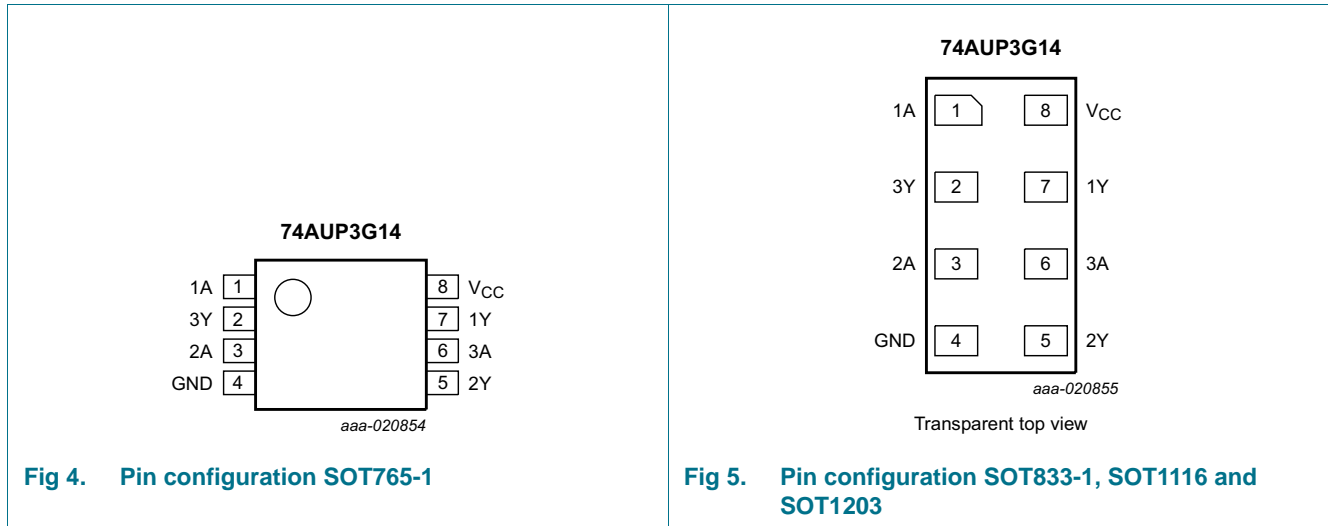 74AUP3G14
1A 1 8 VCC
3Y 2 7 1Y
2A 3 6 3A
GND 4 5 2Y
aaa-020854
Fig 4. Pin configuration SOT765-1
74AUP3G14
1A 1 8 VCC
3Y 2 7 1Y
2A 3 6 3A
GND 4 5 2Y
aaa-020855
Transparent top view
Fig 5. Pin configuration SOT833-1, SOT1116 and
SOT1203